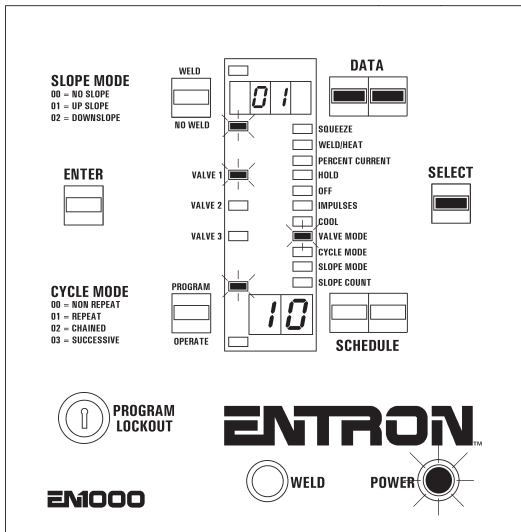 SLOPE MODE
00 = NO SLOPE
01 = UP SLOPE
02 = DOWNSLOPE
WELD
NO WELD
01
DATA
SQUEEZE
WELD/HEAT
PERCENT CURRENT
HOLD
OFF
IMPULSES
COOL
VALVE MODE
CYCLE MODE
SLOPE MODE
SLOPE COUNT
ENTER
VALVE 1
VALVE 2
VALVE 3
SELECT
CYCLE MODE
00 = NON REPEAT
01 = REPEAT
02 = CHAINED
03 = SUCCESSIVE
PROGRAM
OPERATE
10
SCHEDULE
PROGRAM
LOCKOUT
ENTRON™
EN1000
WELD
POWER